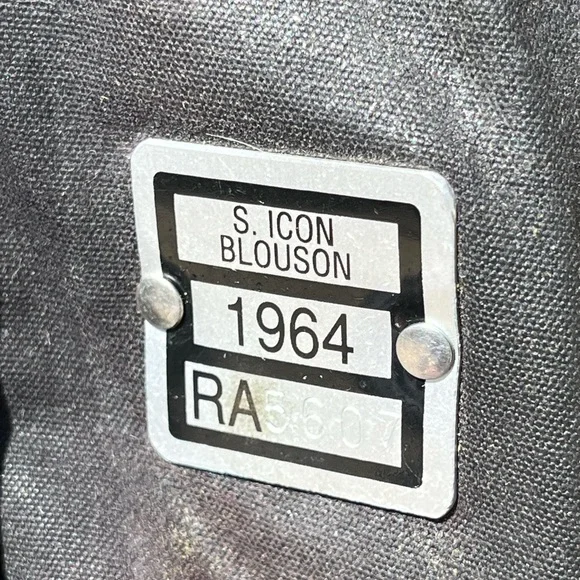 S. ICON
BLOUSON
1964
RA5607